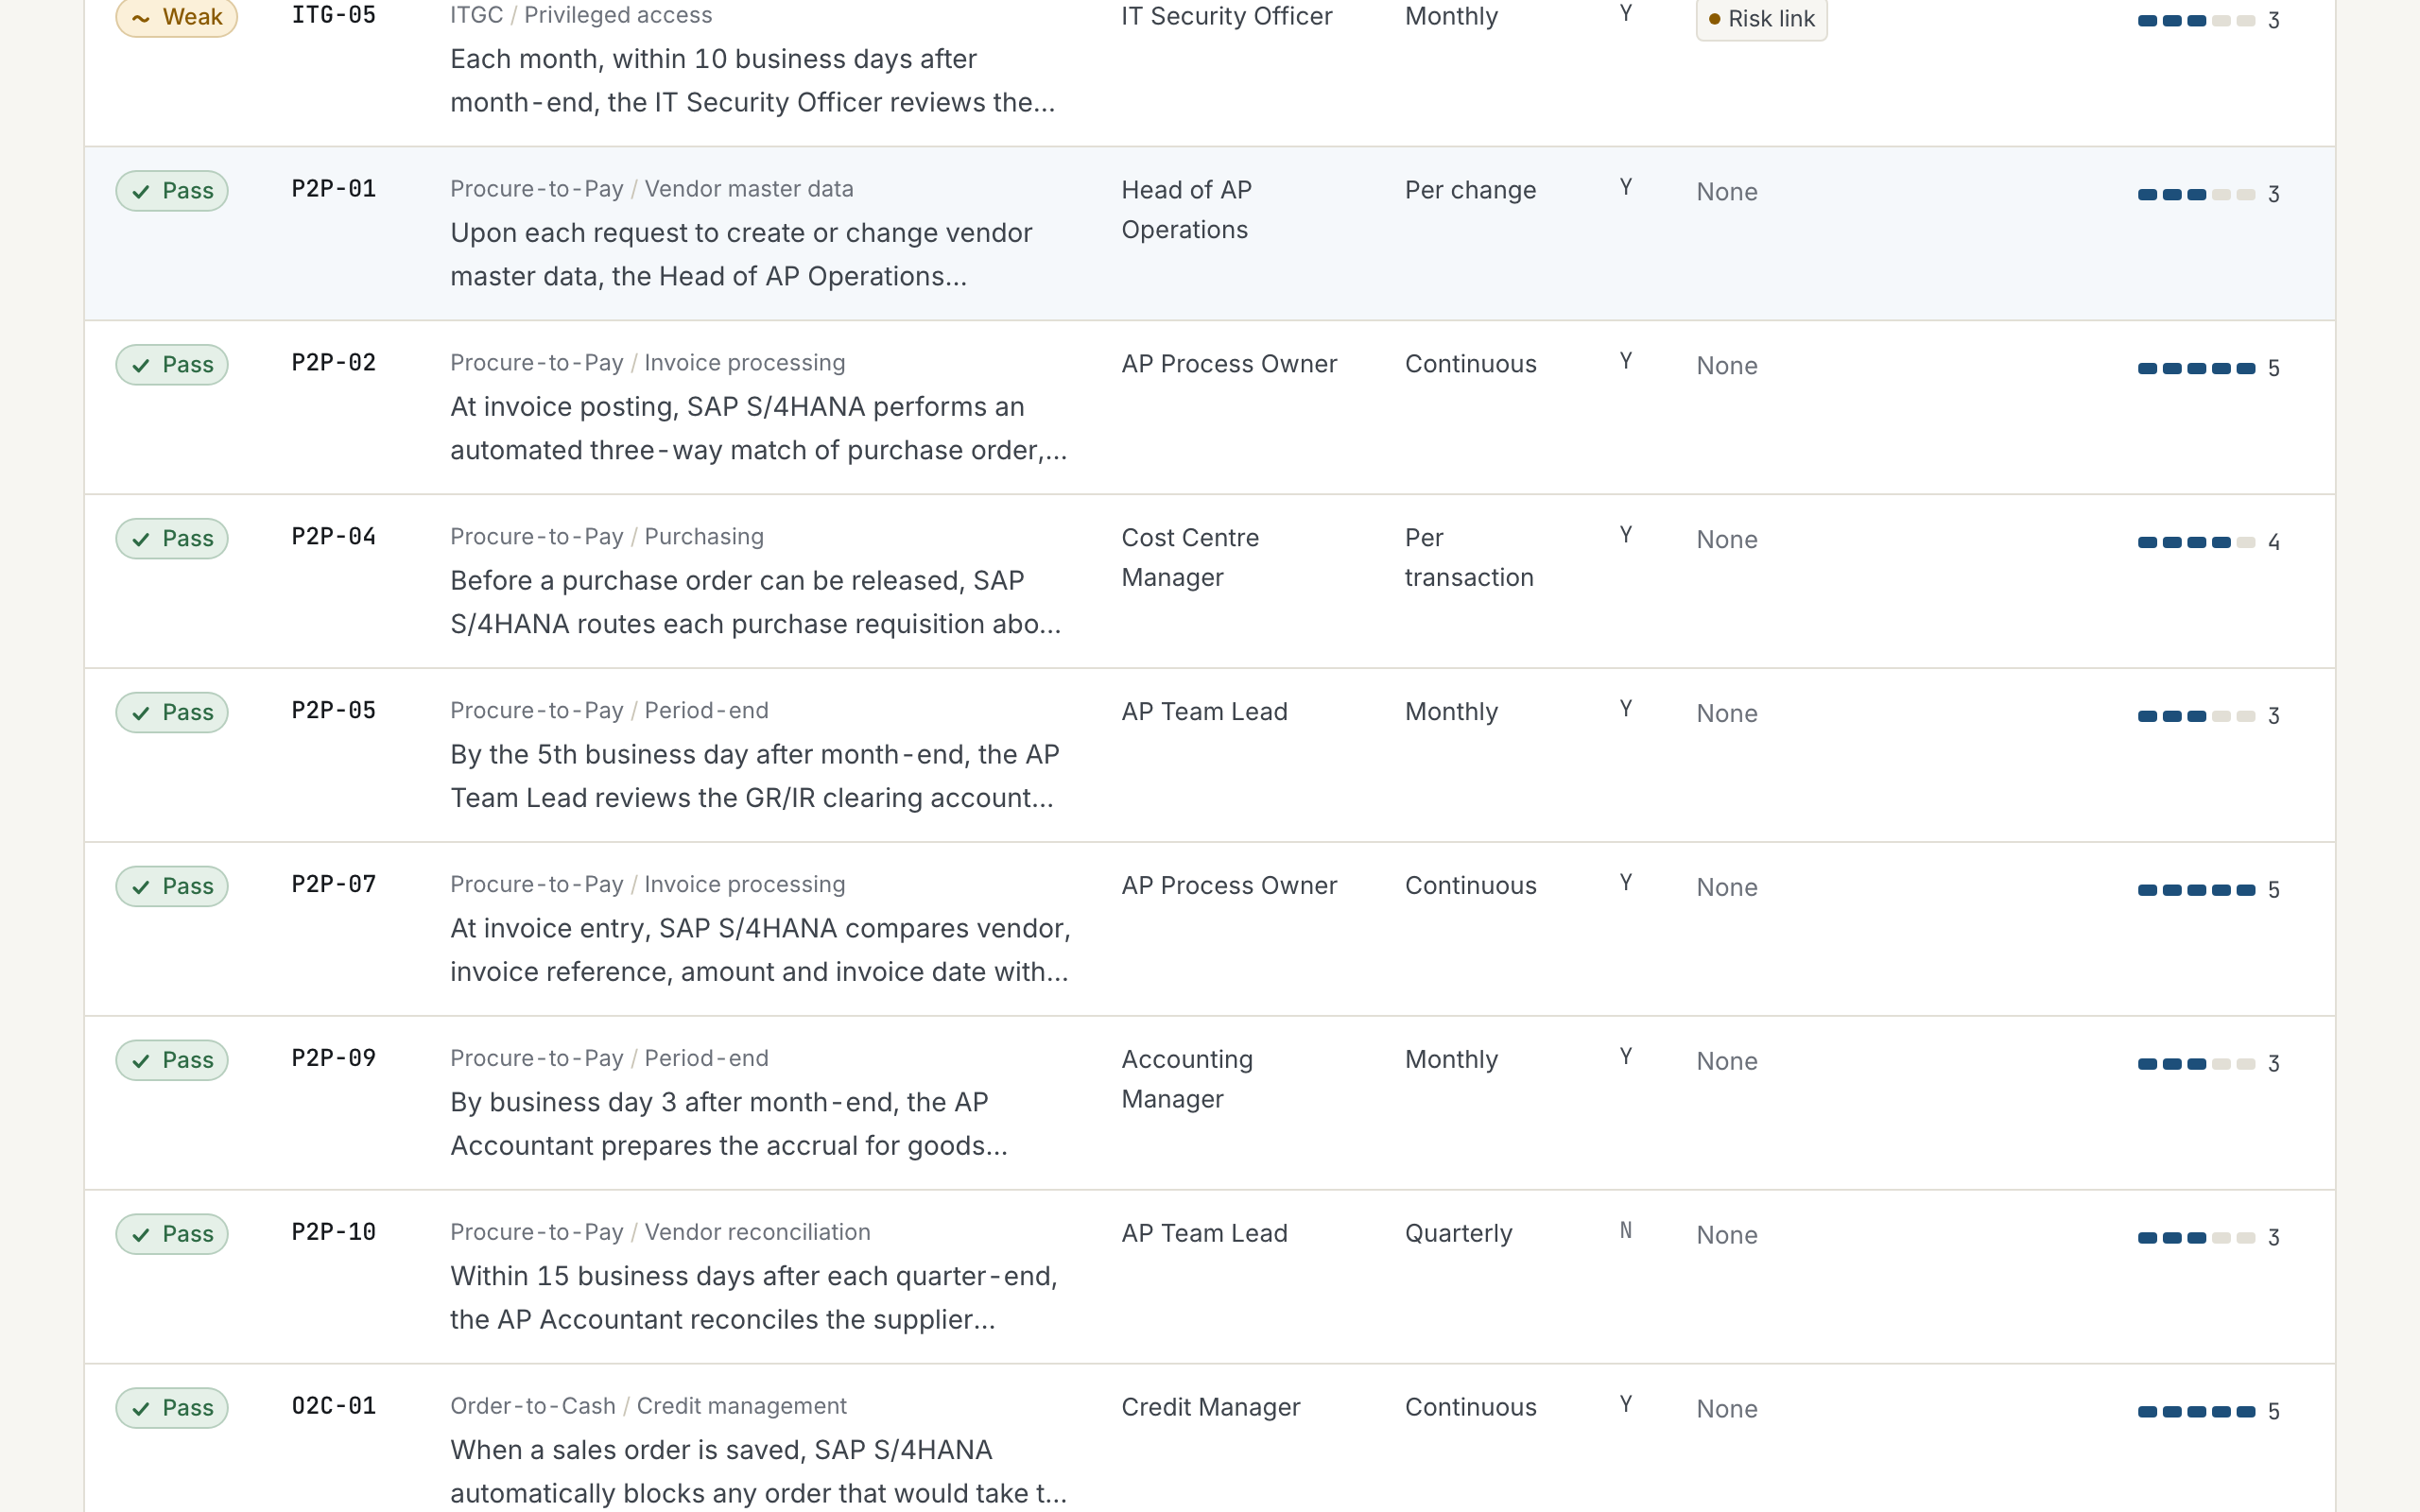 Weak ITG-05 ITGC / Privileged access IT Security Officer Monthly Y Risk link 3
Each month, within 10 business days after
month-end, the IT Security Officer reviews the...
Pass P2P-01 Procure-to-Pay / Vendor master data Head of AP Per change Y None 3
Operations
Upon each request to create or change vendor
master data, the Head of AP Operations...
Pass P2P-02 Procure-to-Pay / Invoice processing AP Process Owner Continuous Y None 5
At invoice posting, SAP S/4HANA performs an
automated three-way match of purchase order,...
Pass P2P-04 Procure-to-Pay / Purchasing Cost Centre Per Y None 4
Manager transaction
Before a purchase order can be released, SAP
S/4HANA routes each purchase requisition abo...
Pass P2P-05 Procure-to-Pay / Period-end AP Team Lead Monthly Y None 3
By the 5th business day after month-end, the AP
Team Lead reviews the GR/IR clearing account...
Pass P2P-07 Procure-to-Pay / Invoice processing AP Process Owner Continuous Y None 5
At invoice entry, SAP S/4HANA compares vendor,
invoice reference, amount and invoice date with...
Pass P2P-09 Procure-to-Pay / Period-end Accounting Monthly Y None 3
Manager
By business day 3 after month-end, the AP
Accountant prepares the accrual for goods...
Pass P2P-10 Procure-to-Pay / Vendor reconciliation AP Team Lead Quarterly N None 3
Within 15 business days after each quarter-end,
the AP Accountant reconciles the supplier...
Pass O2C-01 Order-to-Cash / Credit management Credit Manager Continuous Y None 5
When a sales order is saved, SAP S/4HANA
automatically blocks any order that would take t...